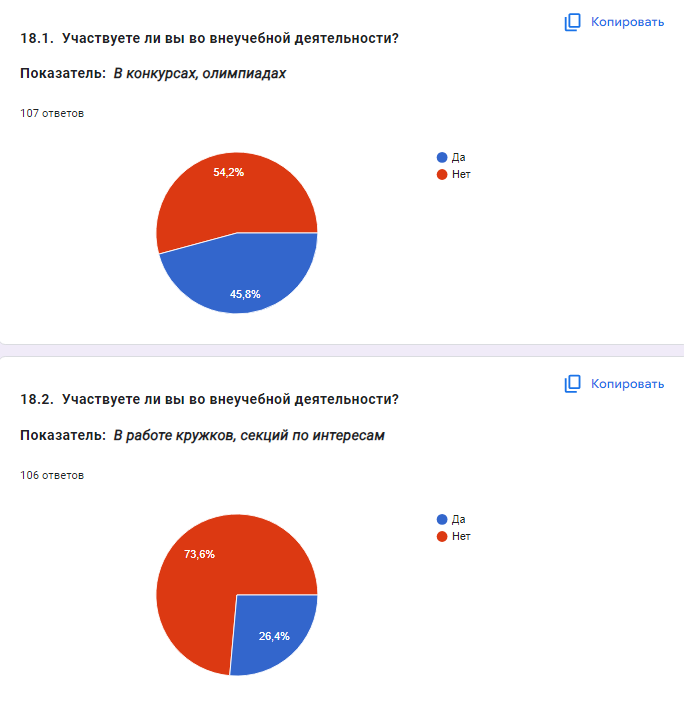 Копировать
18.1. Участвуете ли вы во внеучебной деятельности?
Показатель: В конкурсах, олимпиадах
107 ответов
Да
Нет
54,2%
45,8%
Копировать
18.2. Участвуете ли вы во внеучебной деятельности?
Показатель: В работе кружков, секций по интересам
106 ответов
Да
Нет
73,6%
26,4%